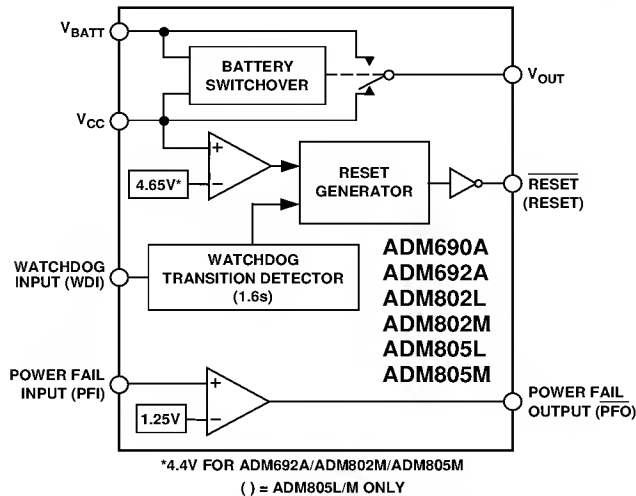 VBATT
BATTERY
SWITCHOVER
VOUT
VCC
+
4.65V*
−
RESET
GENERATOR
RESET
(RESET)
WATCHDOG
INPUT (WDI)
WATCHDOG
TRANSITION DETECTOR
(1.6s)
ADM690A
ADM692A
ADM802L
ADM802M
ADM805L
ADM805M
POWER FAIL
INPUT (PFI)
+
1.25V
−
POWER FAIL
OUTPUT (PFO)
*4.4V FOR ADM692A/ADM802M/ADM805M
( ) = ADM805L/M ONLY